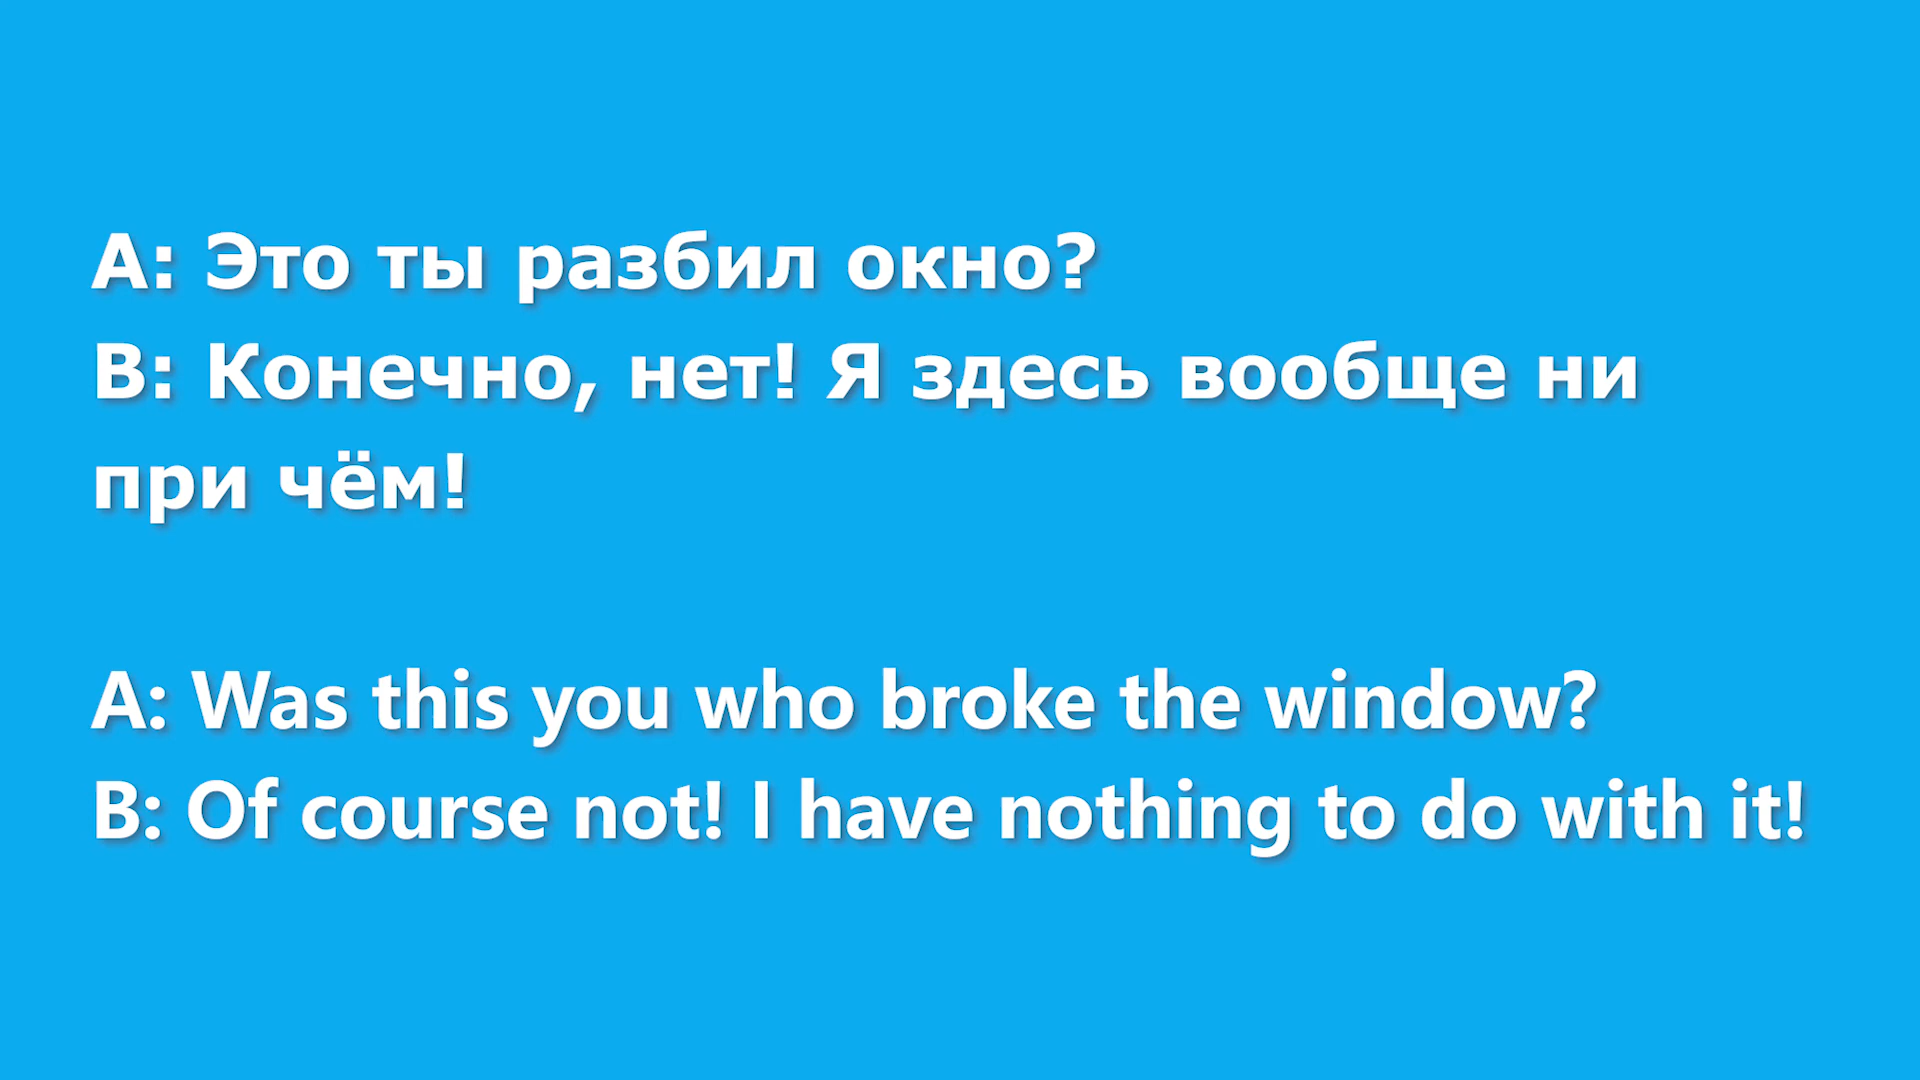 A: Это ты разбил окно?
B: Конечно, нет! Я здесь вообще ни
при чём!
A: Was this you who broke the window?
B: Of course not! I have nothing to do with it!